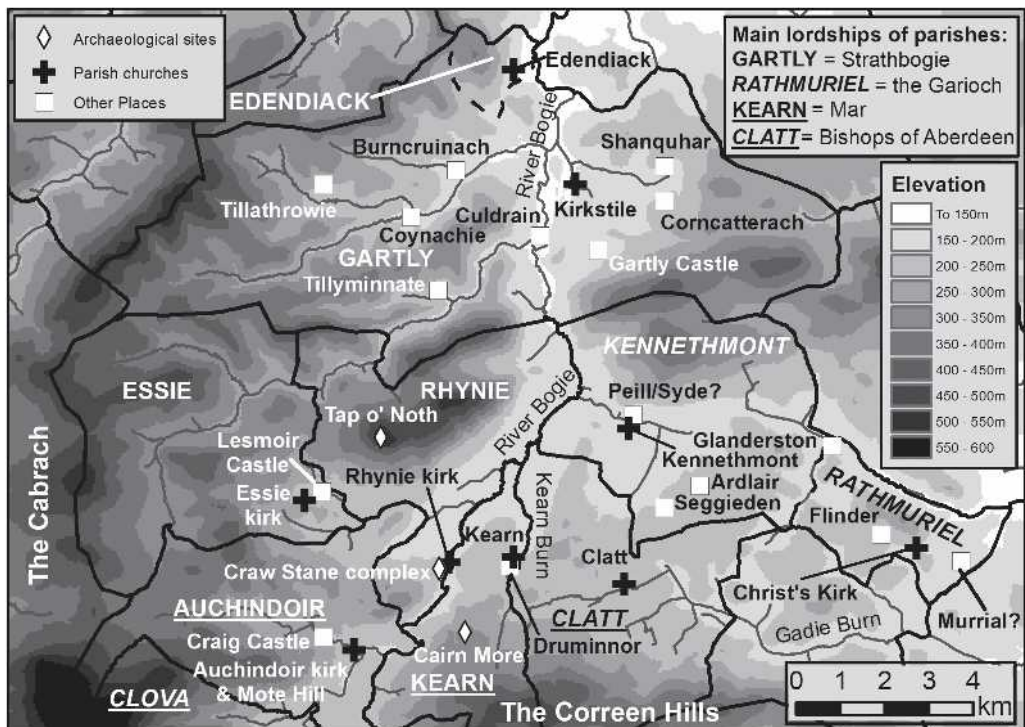 Archaeological sites
Parish churches
Other Places
Main lordships of parishes:
GARTLY = Strathbogie
RATHMURIEL = the Garioch
KEARN = Mar
CLATT = Bishops of Aberdeen
Elevation
To 150m
150 - 200m
200 - 250m
250 - 300m
300 - 350m
350 - 400m
400 - 450m
450 - 500m
500 - 550m
550 - 600
Edendiack
EDENDIACK
River Bogie
Burncruinach
Shanquhar
Tillathrowie
Culdrain
Kirkstile
Coynachie
Corncatterach
GARTLY
Gartly Castle
Tillyminnate
KENNETHMONT
ESSIE
RHYNIE
River Bogie
Peill/Syde?
Tap o' Noth
Lesmoir
Castle
Rhynie kirk
Glanderston
Kennethmont
Ardlair
Seggieden
Essie
kirk
RATHMURIEL
Flinder
Kearn
Kearn Burn
Clatt
The Cabrach
Craw Stane complex
Christ's Kirk
AUCHINDOIR
CLATT
Gadie Burn
Murrial?
Craig Castle
Druminnor
Cairn More
Auchindoir kirk
& Mote Hill
KEARN
CLOVA
The Correen Hills
0 1 2 3 4
km